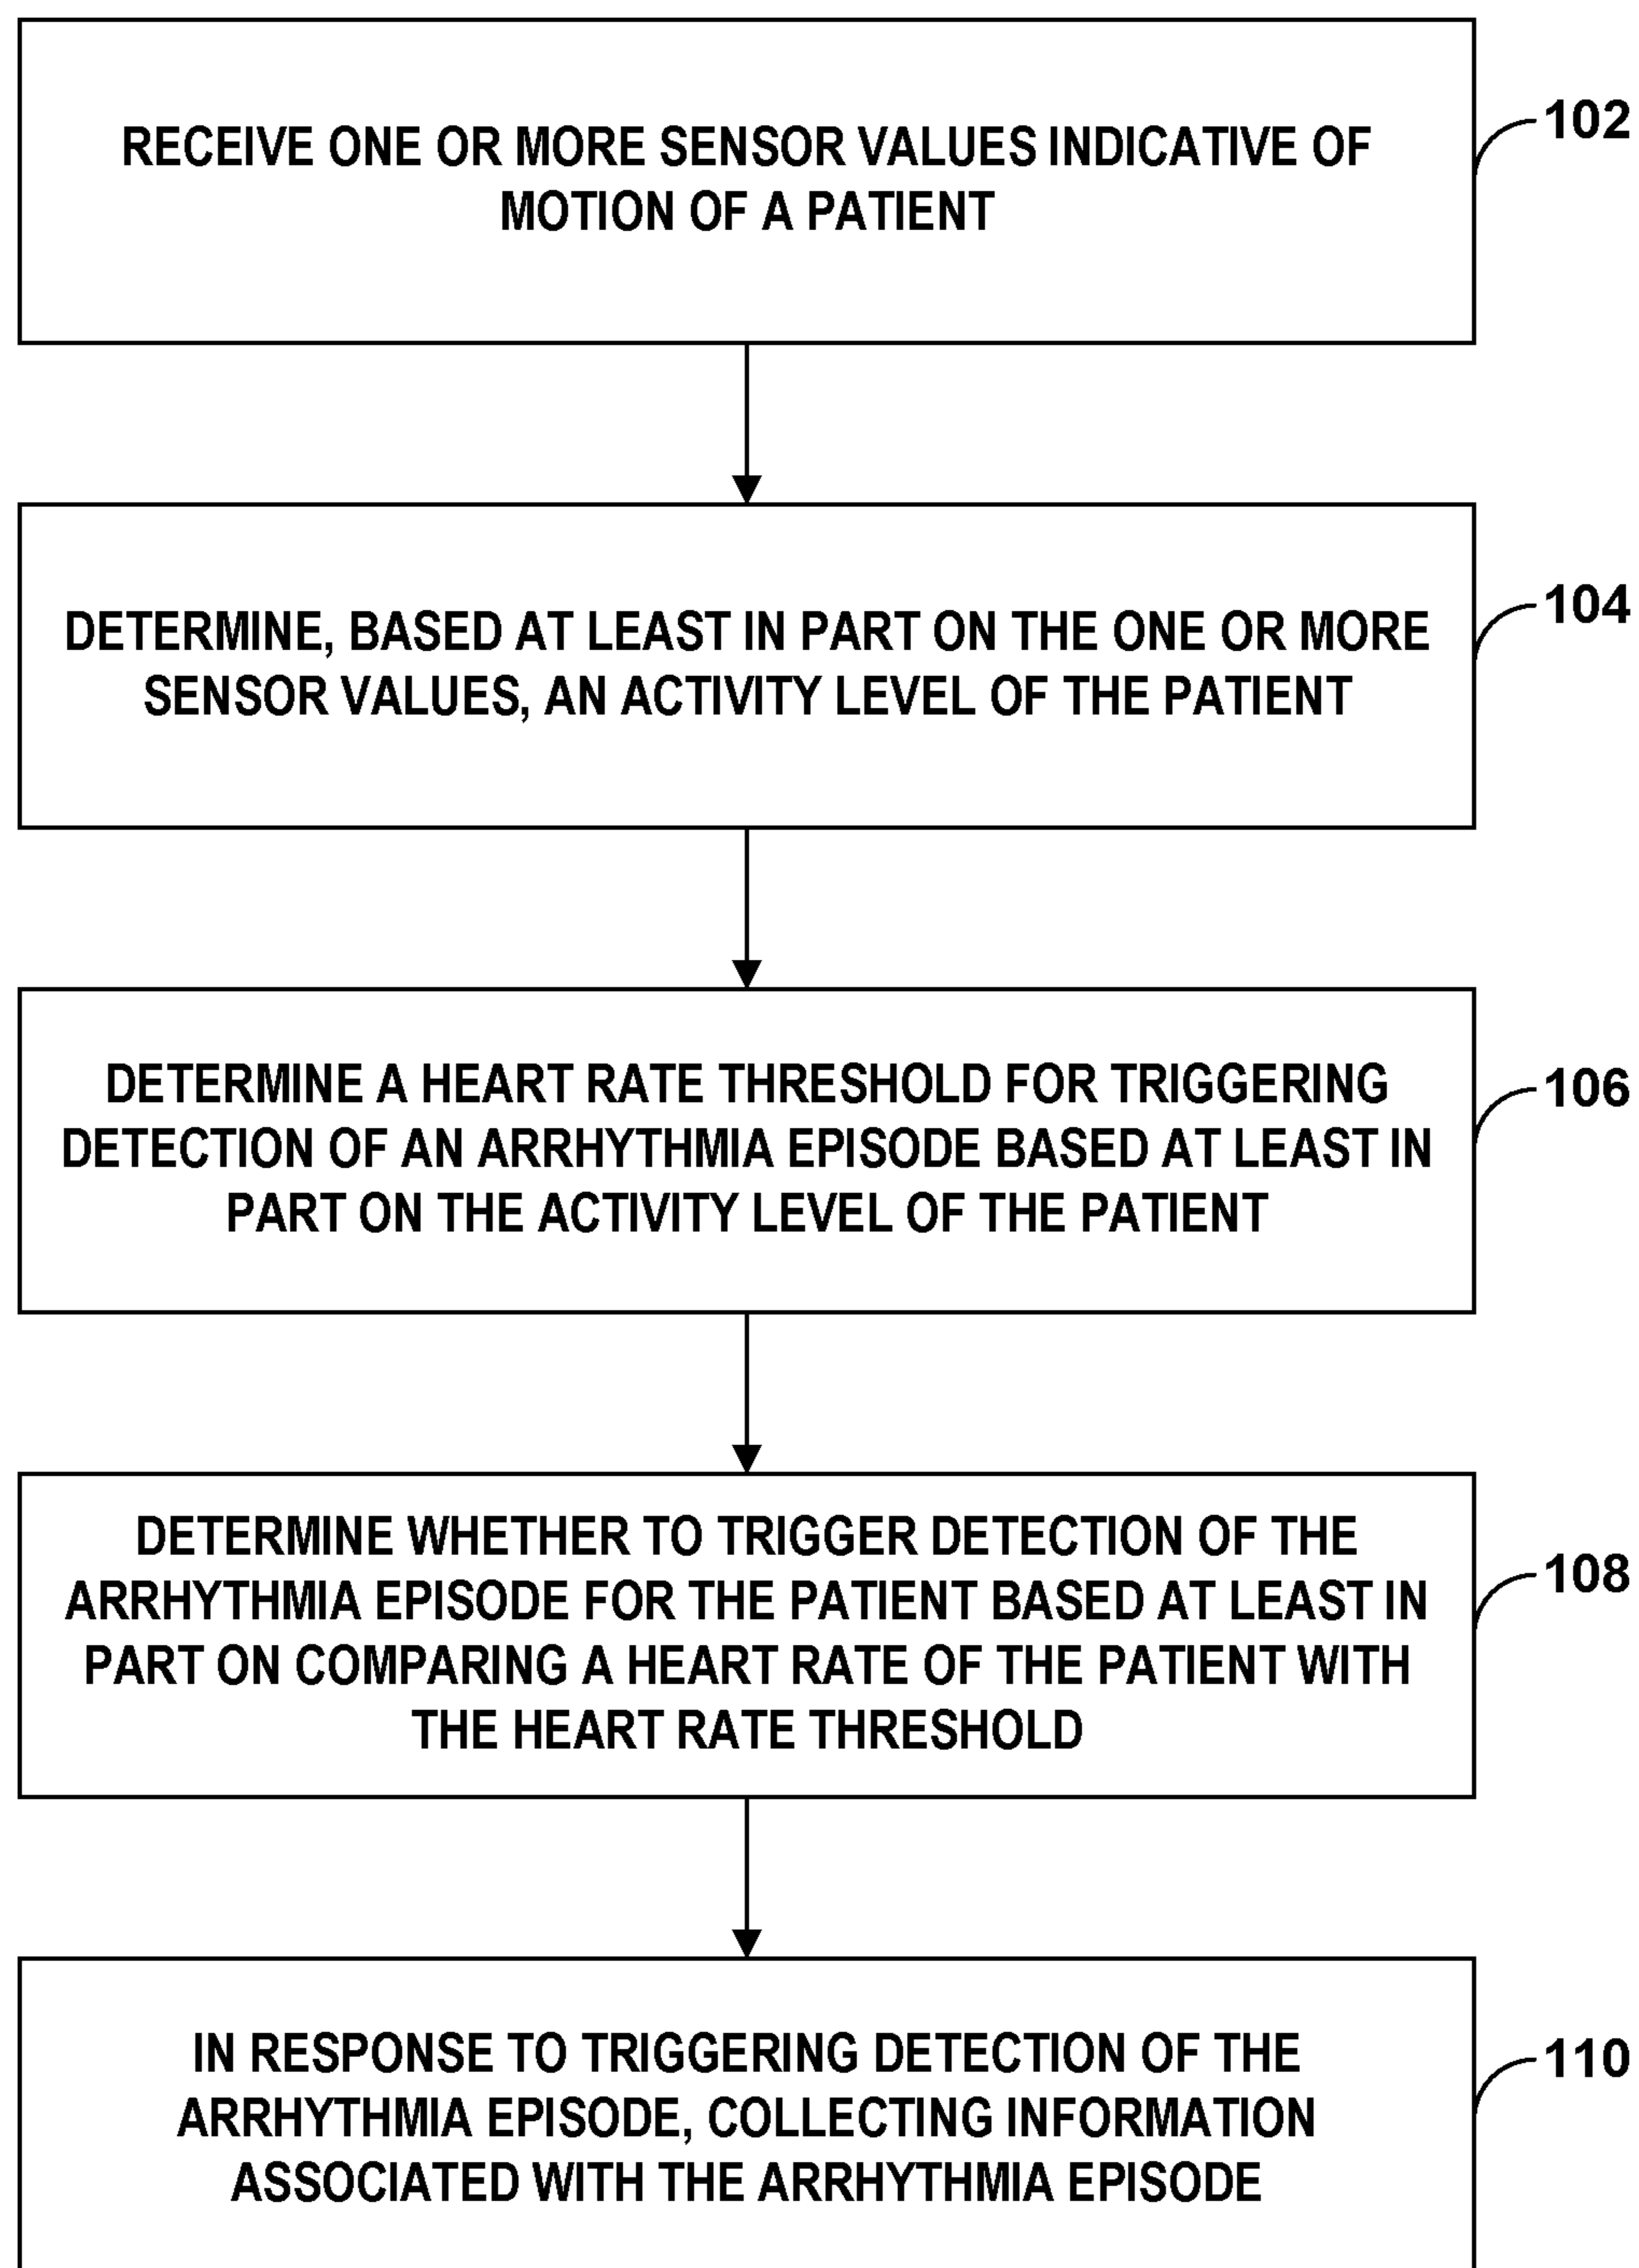 RECEIVE ONE OR MORE SENSOR VALUES INDICATIVE OF
MOTION OF A PATIENT
102
DETERMINE, BASED AT LEAST IN PART ON THE ONE OR MORE
SENSOR VALUES, AN ACTIVITY LEVEL OF THE PATIENT
104
DETERMINE A HEART RATE THRESHOLD FOR TRIGGERING
DETECTION OF AN ARRHYTHMIA EPISODE BASED AT LEAST IN
PART ON THE ACTIVITY LEVEL OF THE PATIENT
106
DETERMINE WHETHER TO TRIGGER DETECTION OF THE
ARRHYTHMIA EPISODE FOR THE PATIENT BASED AT LEAST IN
PART ON COMPARING A HEART RATE OF THE PATIENT WITH
THE HEART RATE THRESHOLD
108
IN RESPONSE TO TRIGGERING DETECTION OF THE
ARRHYTHMIA EPISODE, COLLECTING INFORMATION
ASSOCIATED WITH THE ARRHYTHMIA EPISODE
110